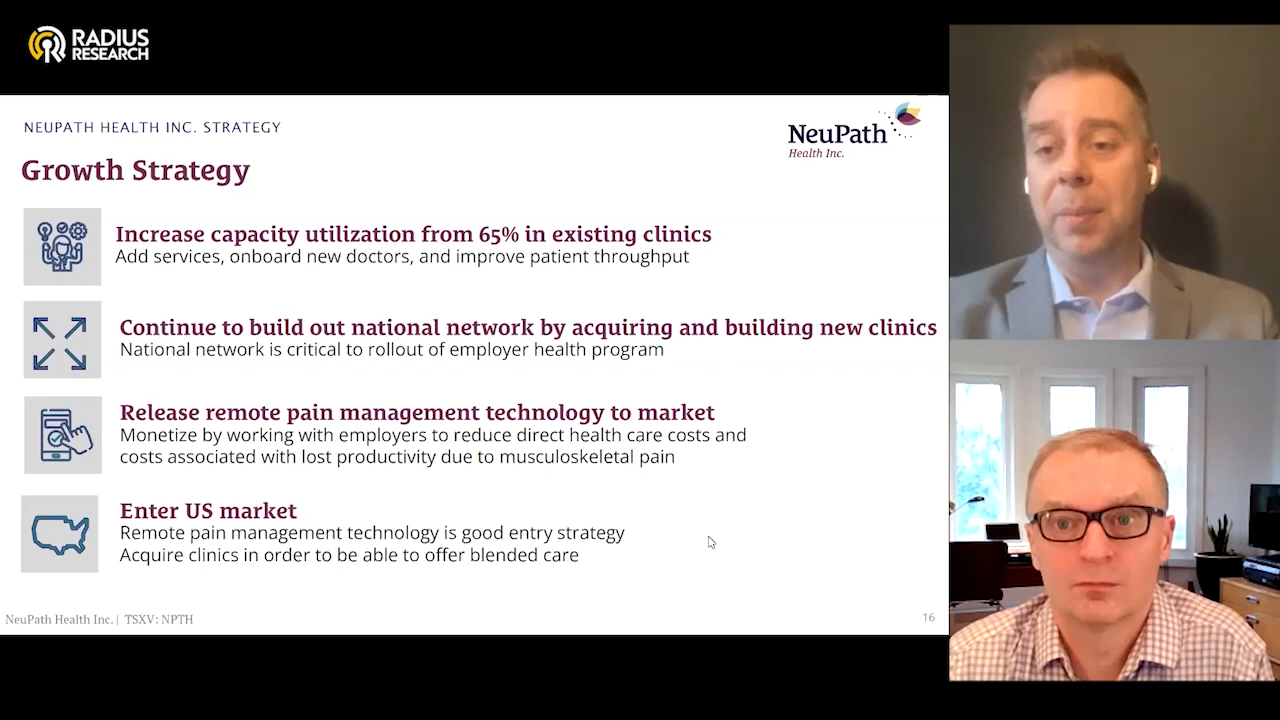 RADIUS
RESEARCH
NEUPATH HEALTH INC. STRATEGY
NeuPath
Health Inc.
Growth Strategy
Increase capacity utilization from 65% in existing clinics
Add services, onboard new doctors, and improve patient throughput
Continue to build out national network by acquiring and building new clinics
National network is critical to rollout of employer health program
Release remote pain management technology to market
Monetize by working with employers to reduce direct health care costs and
costs associated with lost productivity due to musculoskeletal pain
Enter US market
Remote pain management technology is good entry strategy
Acquire clinics in order to be able to offer blended care
NeuPath Health Inc. | TSXV: NPTH
16